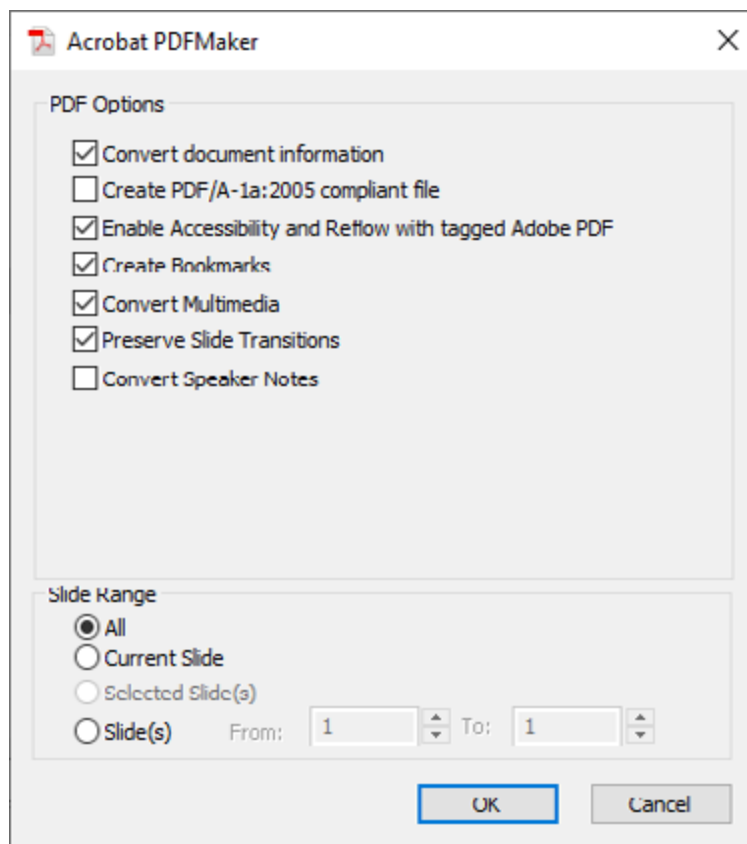 Acrobat PDFMaker
PDF Options
Convert document information
Create PDF/A-1a:2005 compliant file
Enable Accessibility and Reflow with tagged Adobe PDF
Create Bookmarks
Convert Multimedia
Preserve Slide Transitions
Convert Speaker Notes
Slide Range
All
Current Slide
Selected Slide(s)
Slide(s) From: 1 To: 1
OK Cancel